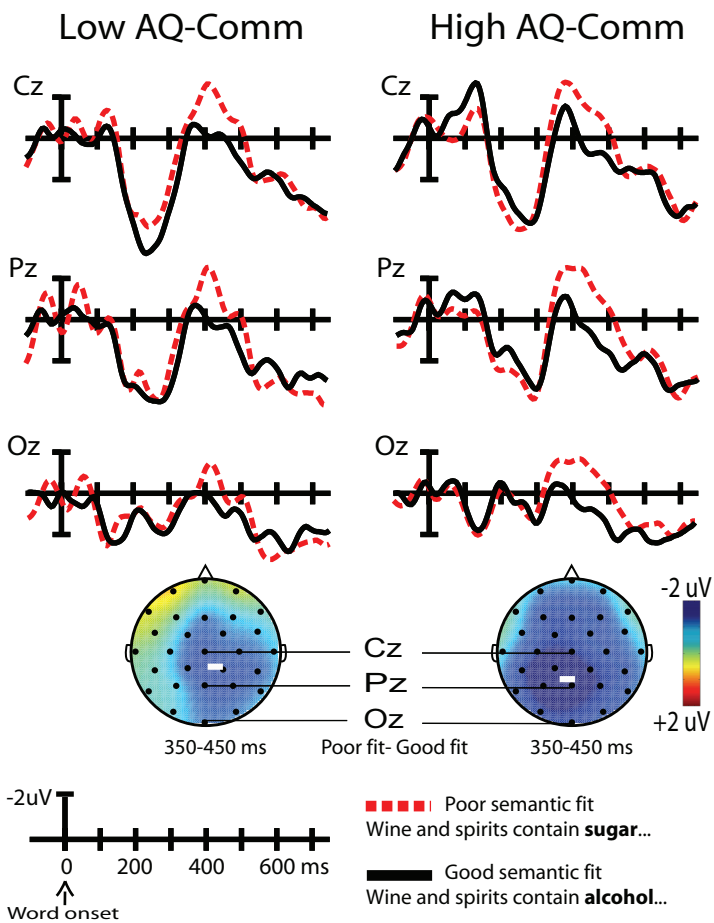 Low AQ-Comm High AQ-Comm
Cz Cz
Pz Pz
Oz Oz
-2 uV
Cz
Pz
Oz
+2 uV
350-450 ms Poor fit- Good fit 350-450 ms
-2uV
0 200 400 600 ms
Word onset
Poor semantic fit
Wine and spirits contain sugar...
Good semantic fit
Wine and spirits contain alcohol...